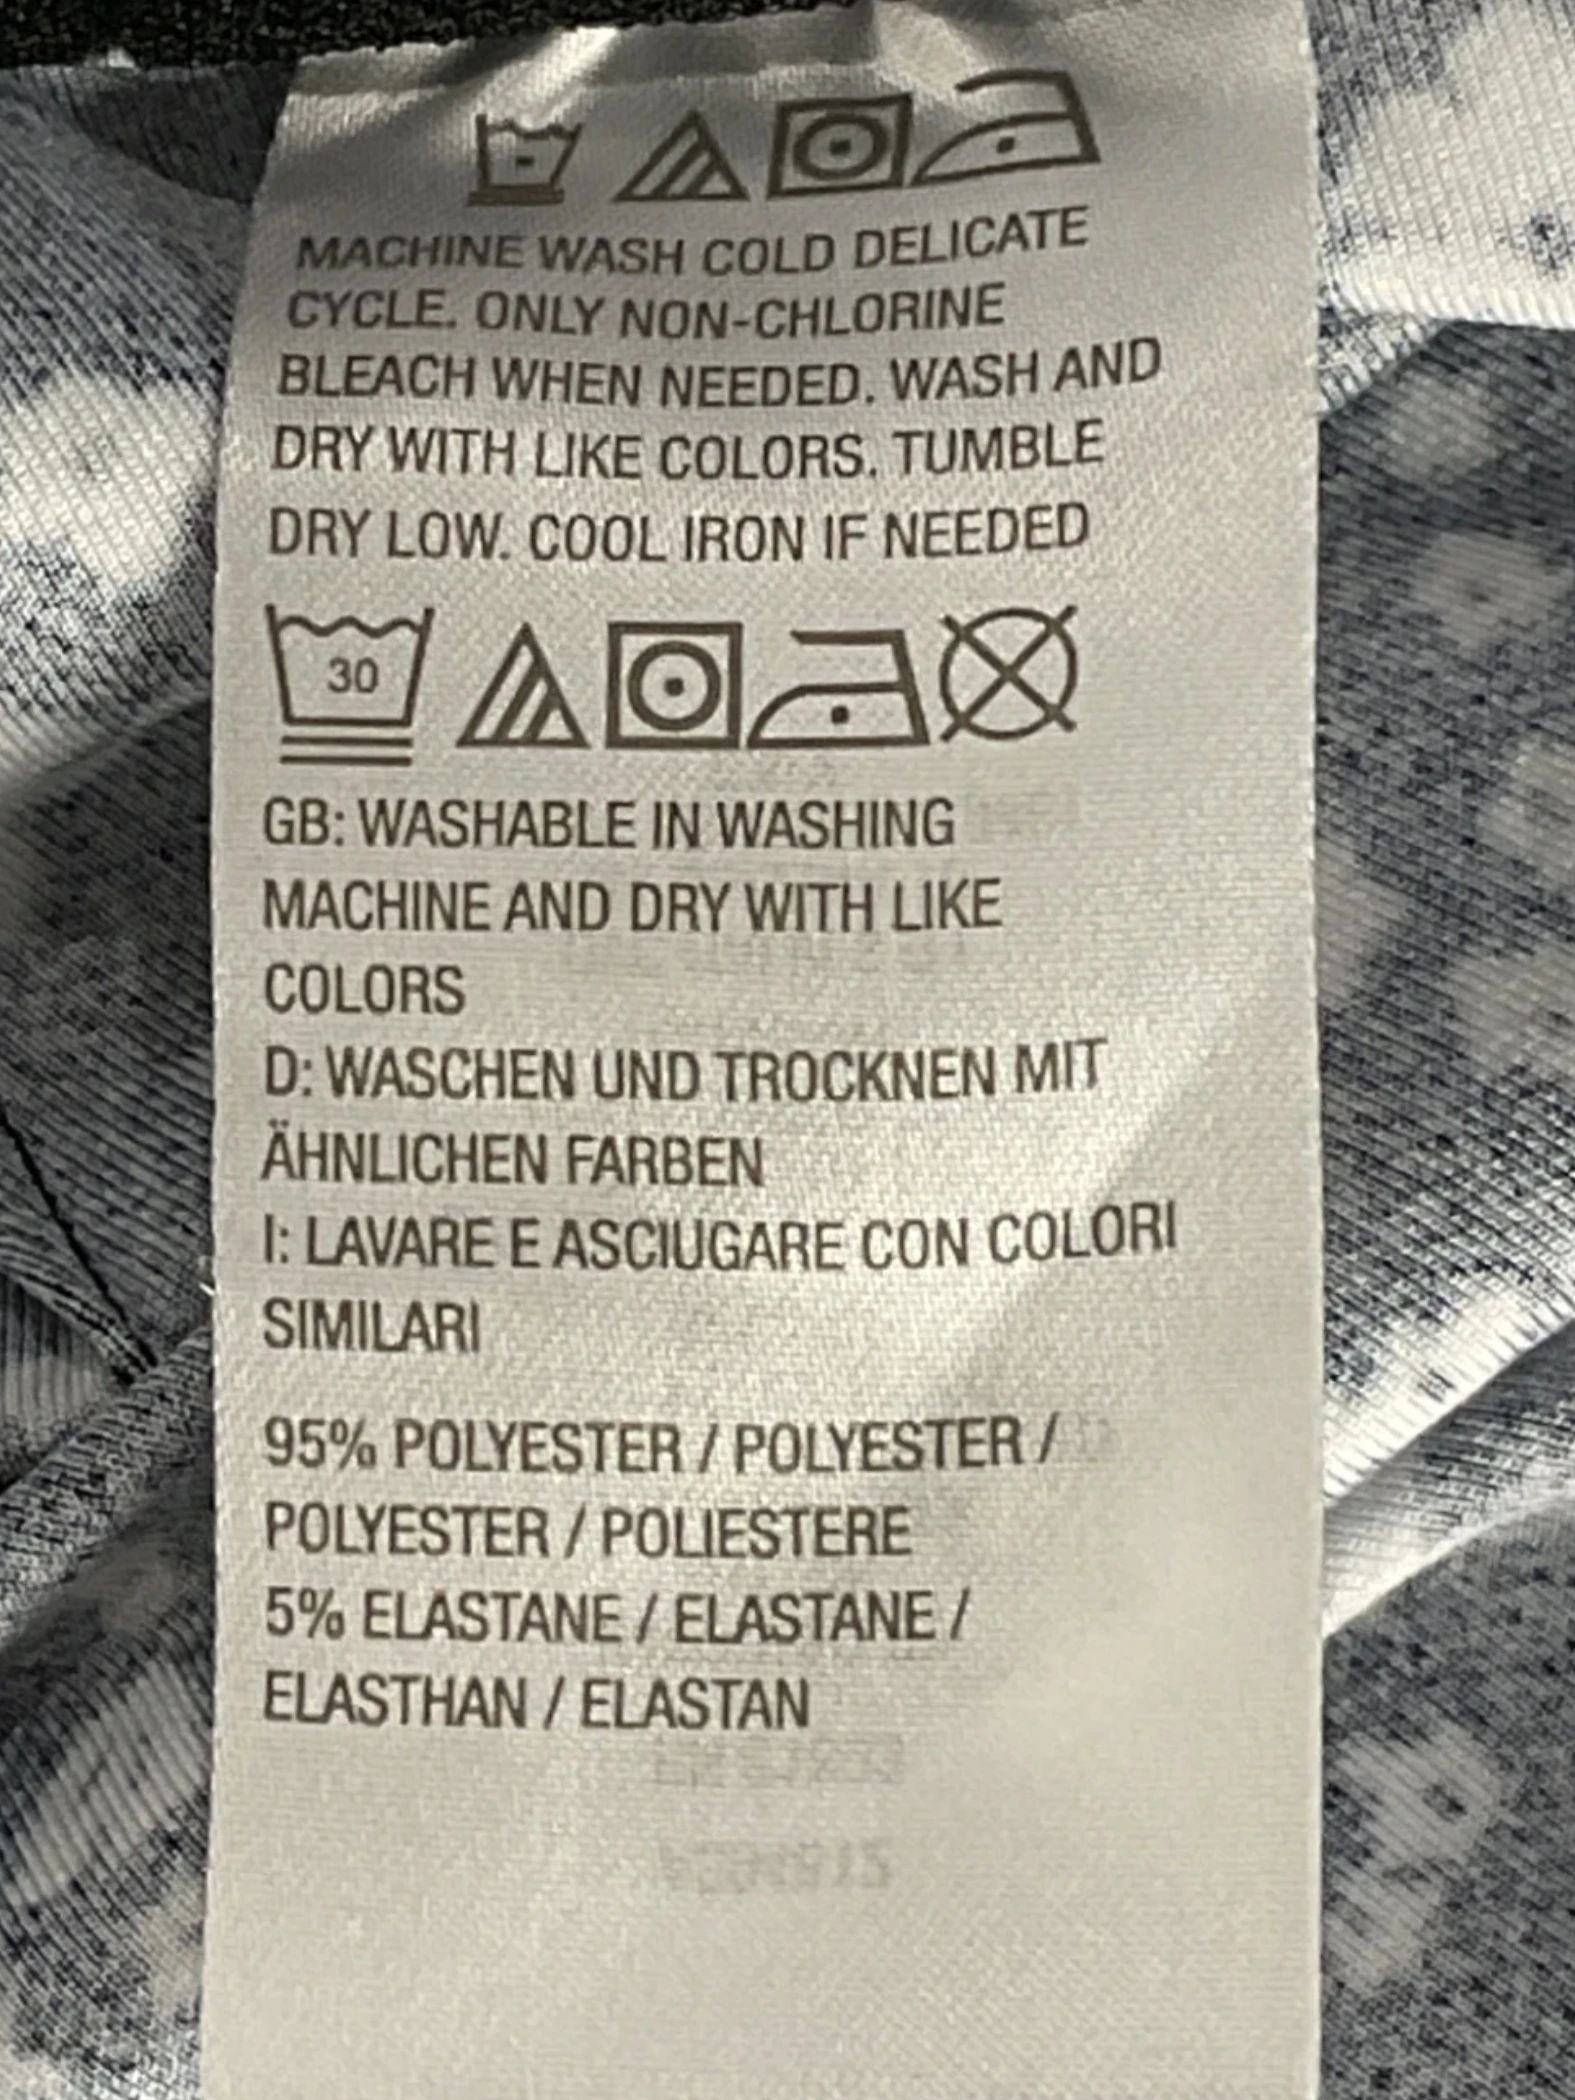 MACHINE WASH COLD DELICATE
CYCLE. ONLY NON-CHLORINE
BLEACH WHEN NEEDED. WASH AND
DRY WITH LIKE COLORS. TUMBLE
DRY LOW. COOL IRON IF NEEDED
30
GB: WASHABLE IN WASHING
MACHINE AND DRY WITH LIKE
COLORS
D: WASCHEN UND TROCKNEN MIT
ÄHNLICHEN FARBEN
I: LAVARE E ASCIUGARE CON COLORI
SIMILARI
95% POLYESTER / POLYESTER /
POLYESTER / POLIESTERE
5% ELASTANE / ELASTANE /
ELASTHAN / ELASTAN